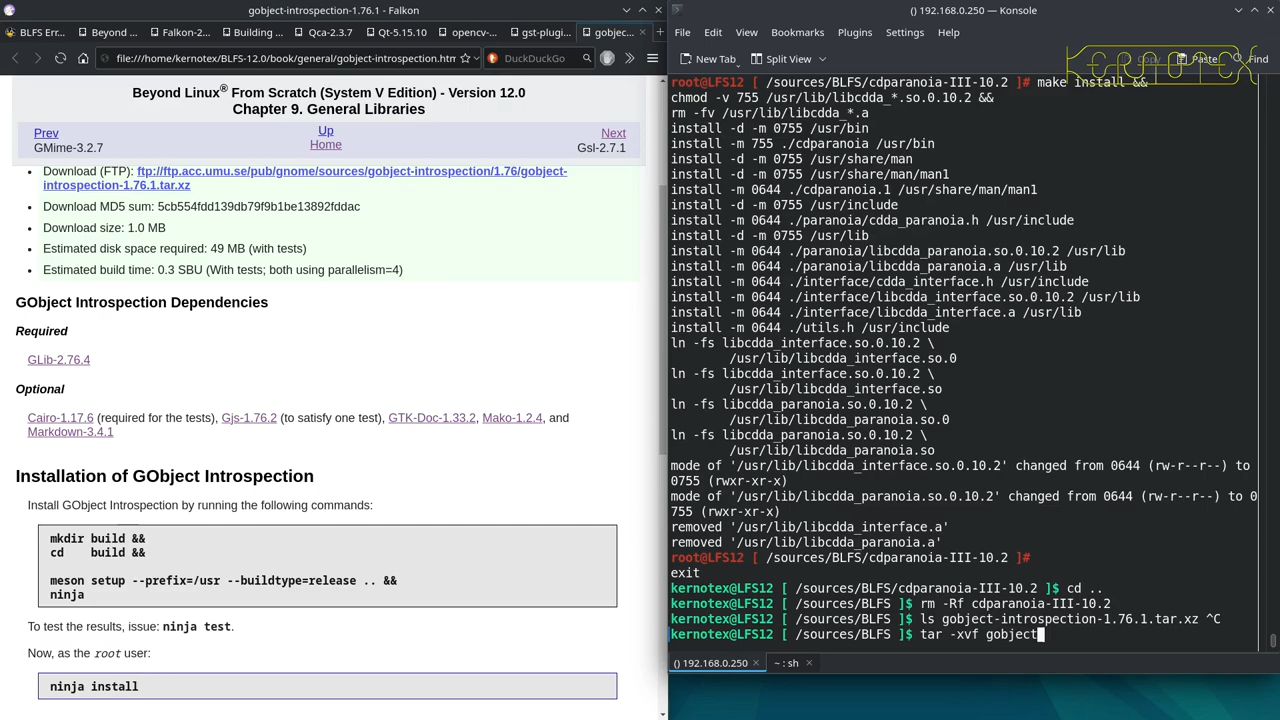 gobject-introspection-1.76.1 - Falkon
BLFS Err...
Beyond ...
Falkon-2...
Building ...
Qca-2.3.7
Qt-5.15.10
opencv-...
gst-plugi...
gobjec...
file:///home/kernotex/BLFS-12.0/book/general/gobject-introspection.htm
DuckDuckGo
Beyond Linux® From Scratch (System V Edition) - Version 12.0
Chapter 9. General Libraries
Prev
Up
Next
GMime-3.2.7
Home
Gsl-2.7.1
• Download (FTP): ftp://ftp.acc.umu.se/pub/gnome/sources/gobject-introspection/1.76/gobject-
introspection-1.76.1.tar.xz
• Download MD5 sum: 5cb554fdd139db79f9b1be13892fddac
• Download size: 1.0 MB
• Estimated disk space required: 49 MB (with tests)
• Estimated build time: 0.3 SBU (With tests; both using parallelism=4)
GObject Introspection Dependencies
Required
GLib-2.76.4
Optional
Cairo-1.17.6 (required for the tests), Gjs-1.76.2 (to satisfy one test), GTK-Doc-1.33.2, Mako-1.2.4, and
Markdown-3.4.1
Installation of GObject Introspection
Install GObject Introspection by running the following commands:
mkdir build &&
cd    build &&
meson setup --prefix=/usr --buildtype=release .. &&
ninja
To test the results, issue: ninja test.
Now, as the root user:
ninja install
() 192.168.0.250 — Konsole
File Edit View Bookmarks Plugins Settings Help
New Tab Split View Copy Paste Find
KERNOTEX
root@LFS12 [ /sources/BLFS/cdparanoia-III-10.2 ]# make install &&
chmod -v 755 /usr/lib/libcdda_*.so.0.10.2 &&
rm -fv /usr/lib/libcdda_*.a
install -d -m 0755 /usr/bin
install -m 755 ./cdparanoia /usr/bin
install -d -m 0755 /usr/share/man
install -d -m 0755 /usr/share/man/man1
install -m 0644 ./cdparanoia.1 /usr/share/man/man1
install -d -m 0755 /usr/include
install -m 0644 ./paranoia/cdda_paranoia.h /usr/include
install -d -m 0755 /usr/lib
install -m 0644 ./paranoia/libcdda_paranoia.so.0.10.2 /usr/lib
install -m 0644 ./paranoia/libcdda_paranoia.a /usr/lib
install -m 0644 ./interface/cdda_interface.h /usr/include
install -m 0644 ./interface/libcdda_interface.so.0.10.2 /usr/lib
install -m 0644 ./interface/libcdda_interface.a /usr/lib
install -m 0644 ./utils.h /usr/include
ln -fs libcdda_interface.so.0.10.2 \
/usr/lib/libcdda_interface.so.0
ln -fs libcdda_interface.so.0.10.2 \
/usr/lib/libcdda_interface.so
ln -fs libcdda_paranoia.so.0.10.2 \
/usr/lib/libcdda_paranoia.so.0
ln -fs libcdda_paranoia.so.0.10.2 \
/usr/lib/libcdda_paranoia.so
mode of '/usr/lib/libcdda_interface.so.0.10.2' changed from 0644 (rw-r--r--) to
0755 (rwxr-xr-x)
mode of '/usr/lib/libcdda_paranoia.so.0.10.2' changed from 0644 (rw-r--r--) to 0
755 (rwxr-xr-x)
removed '/usr/lib/libcdda_interface.a'
removed '/usr/lib/libcdda_paranoia.a'
root@LFS12 [ /sources/BLFS/cdparanoia-III-10.2 ]#
exit
kernotex@LFS12 [ /sources/BLFS/cdparanoia-III-10.2 ]$ cd ..
kernotex@LFS12 [ /sources/BLFS ]$ rm -Rf cdparanoia-III-10.2
kernotex@LFS12 [ /sources/BLFS ]$ ls gobject-introspection-1.76.1.tar.xz ^C
kernotex@LFS12 [ /sources/BLFS ]$ tar -xvf gobject
() 192.168.0.250
~ : sh